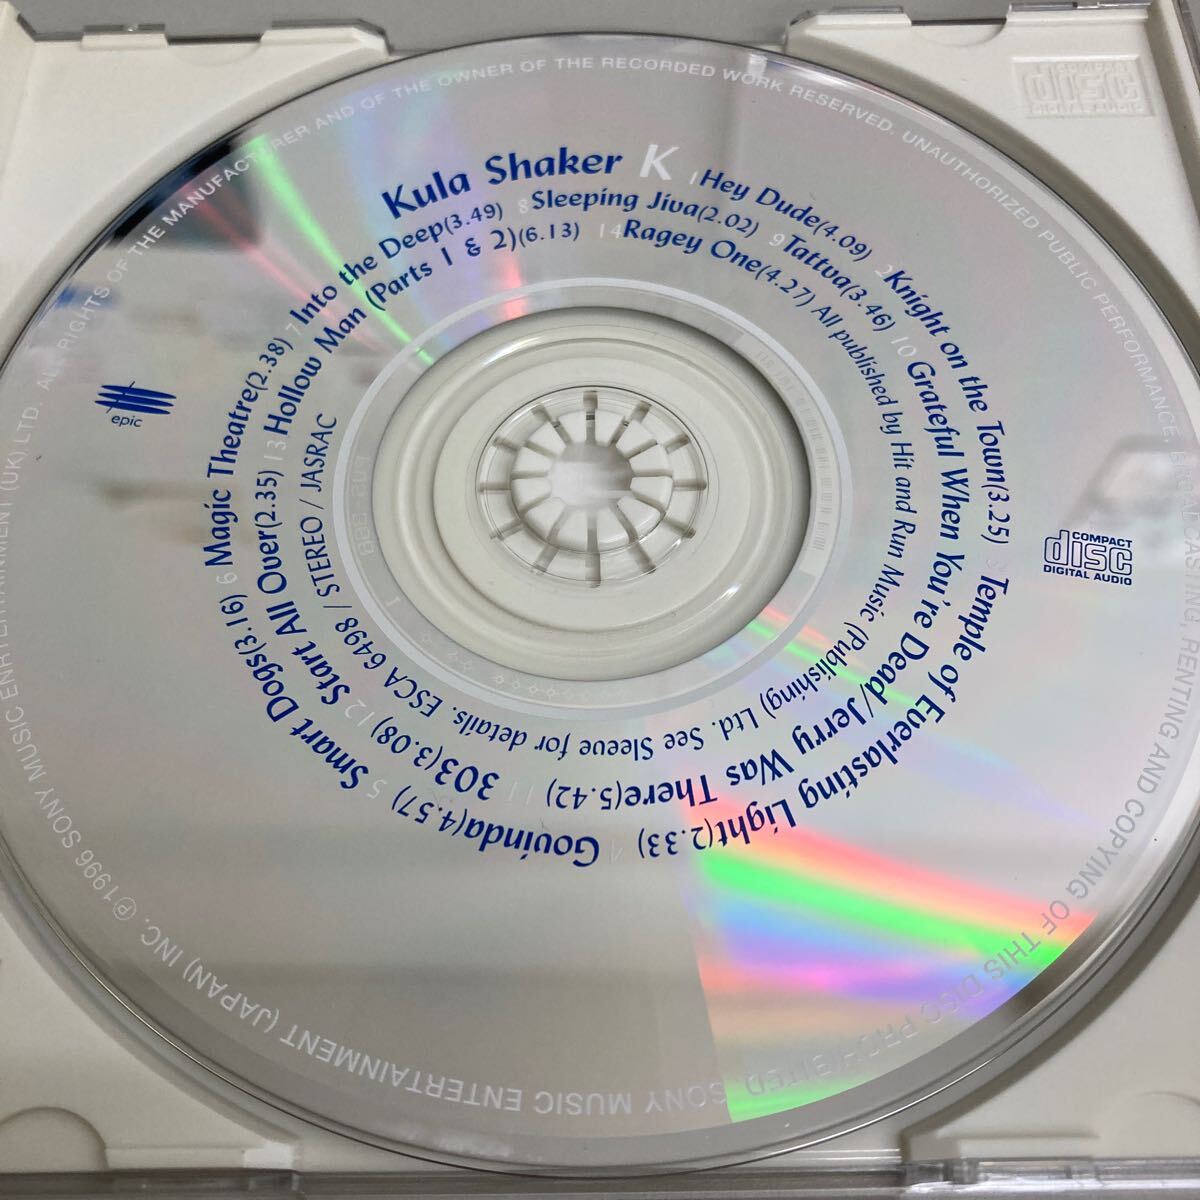 Kula Shaker K
1 Hey Dude(4.09) 2 Knight on the Town(3.25) 3 Temple of Everlasting Light(2.33) 4 Govinda(4.57) 5 Smart Dogs(3.16) 6 Magic Theatre(2.38) 7 Into the Deep(3.49)
8 Sleeping Jiva(2.02) 9 Tattva(3.46) 10 Grateful When You're Dead/Jerry Was There(5.42) 11 303(3.08) 12 Start All Over(2.35) 13 Hollow Man (Parts 1 & 2)(6.13)
14 Ragey One(4.27) All published by Hit and Run Music (Publishing) Ltd. See Sleeve for details. ESCA 6498 / STEREO / JASRAC
epic
COMPACT
disc
DIGITAL AUDIO
ALL RIGHTS OF THE MANUFACTURER AND OF THE OWNER OF THE RECORDED WORK RESERVED. UNAUTHORIZED PUBLIC PERFORMANCE, BROADCASTING, RENTING AND COPYING OF THIS DISC PROHIBITED. SONY MUSIC ENTERTAINMENT (JAPAN) INC. ℗1996 SONY MUSIC ENRTERTAINMENT (UK) LTD.
COMPACT
disc
DIGITAL AUDIO